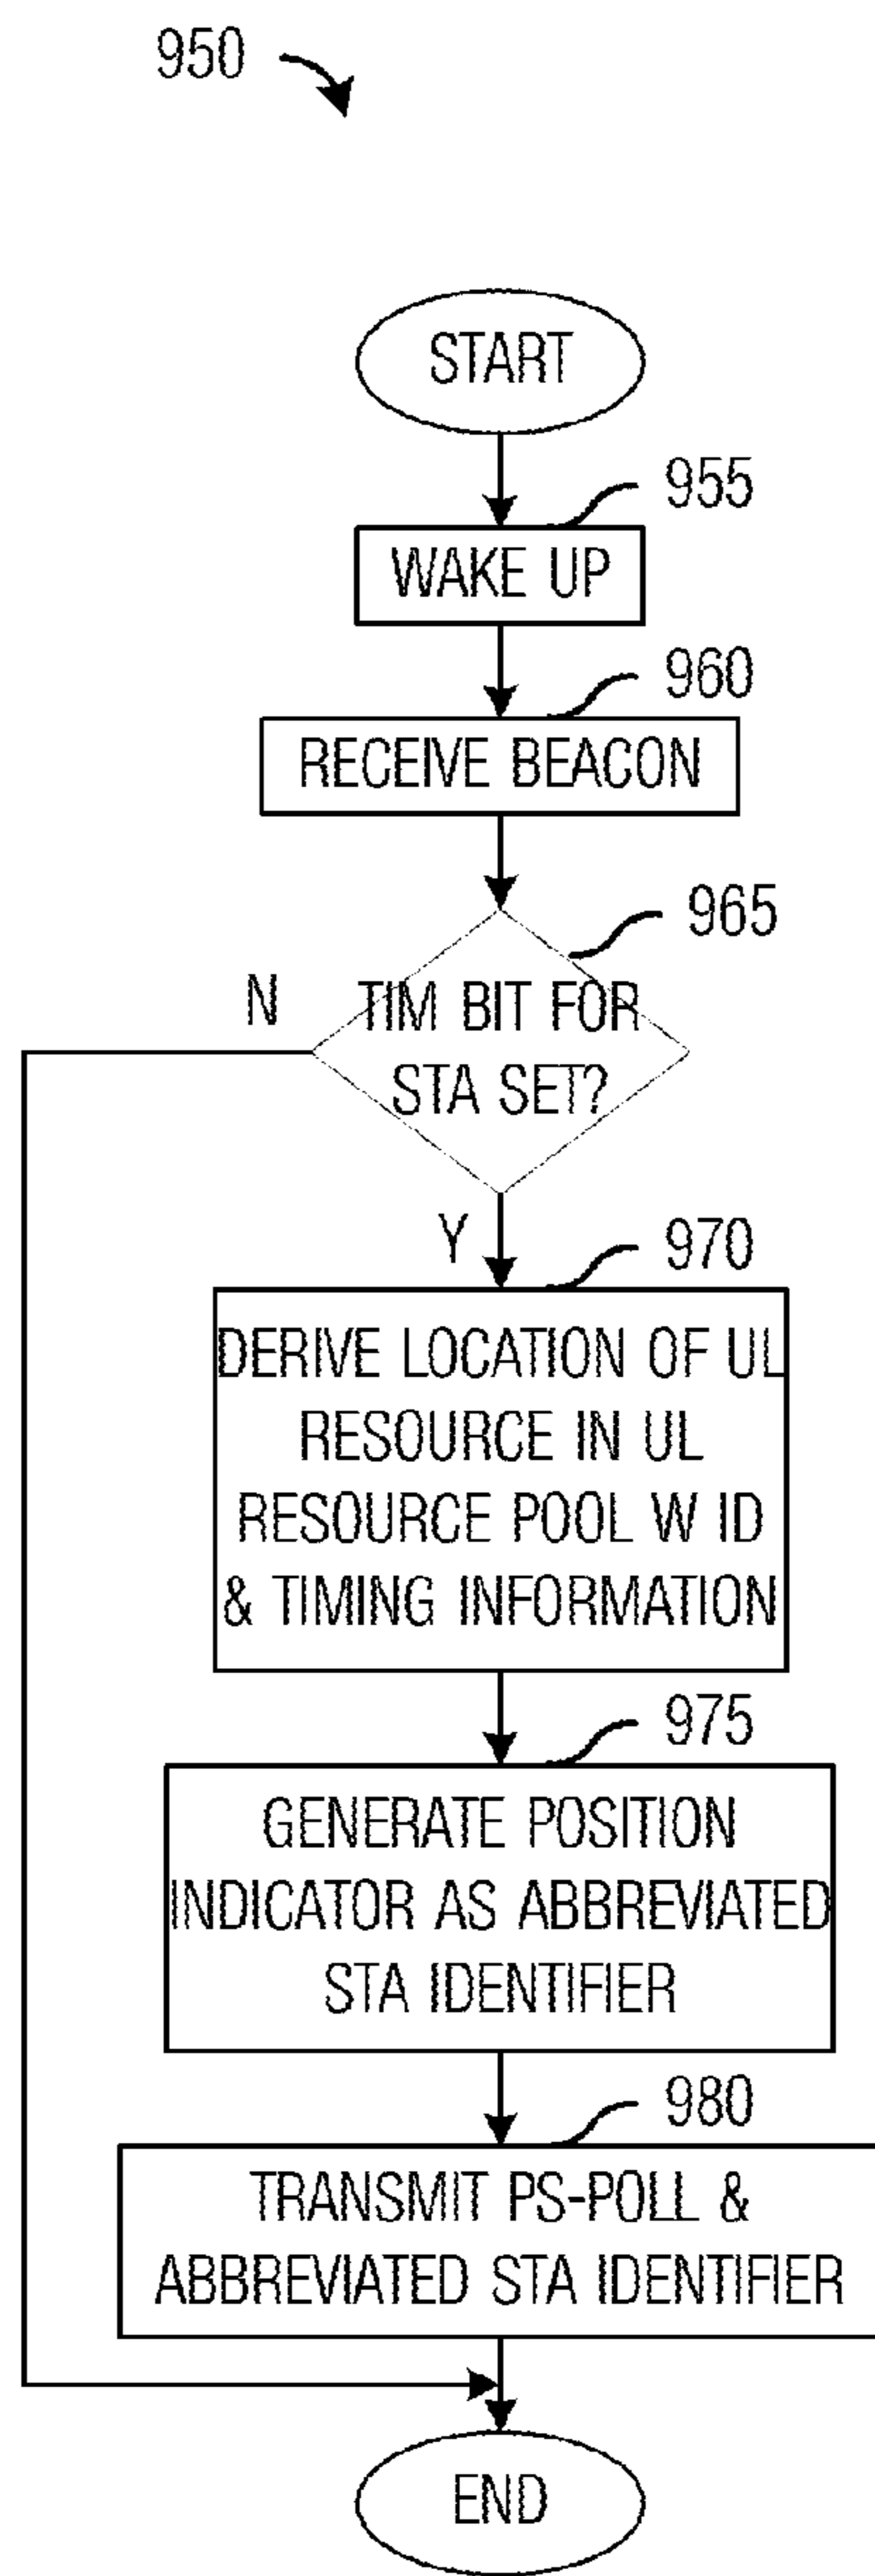 950
START
955
WAKE UP
960
RECEIVE BEACON
965
N
TIM BIT FOR
STA SET?
Y
970
DERIVE LOCATION OF UL
RESOURCE IN UL
RESOURCE POOL W ID
& TIMING INFORMATION
975
GENERATE POSITION
INDICATOR AS ABBREVIATED
STA IDENTIFIER
980
TRANSMIT PS-POLL &
ABBREVIATED STA IDENTIFIER
END